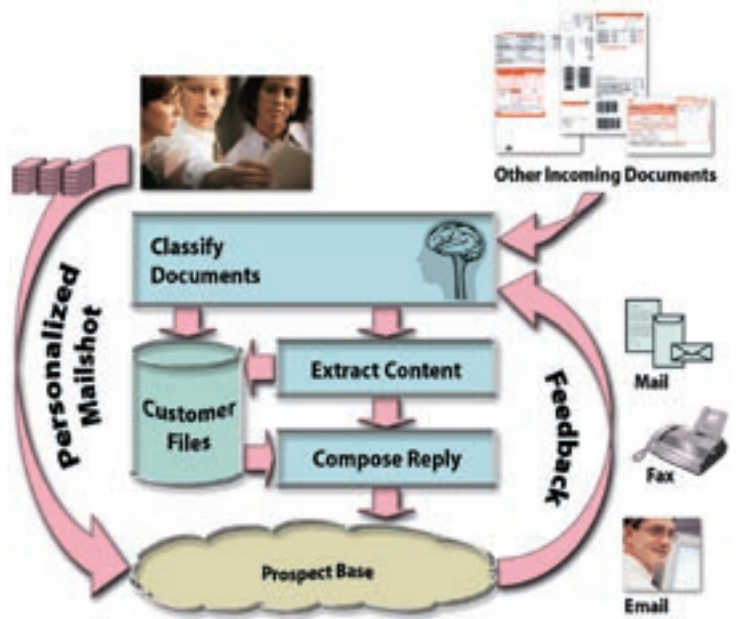 Other Incoming Documents
Classify
Documents
Personalized
Mailshot
Extract Content
Customer
Files
Compose Reply
Feedback
Mail
Fax
Prospect Base
Email